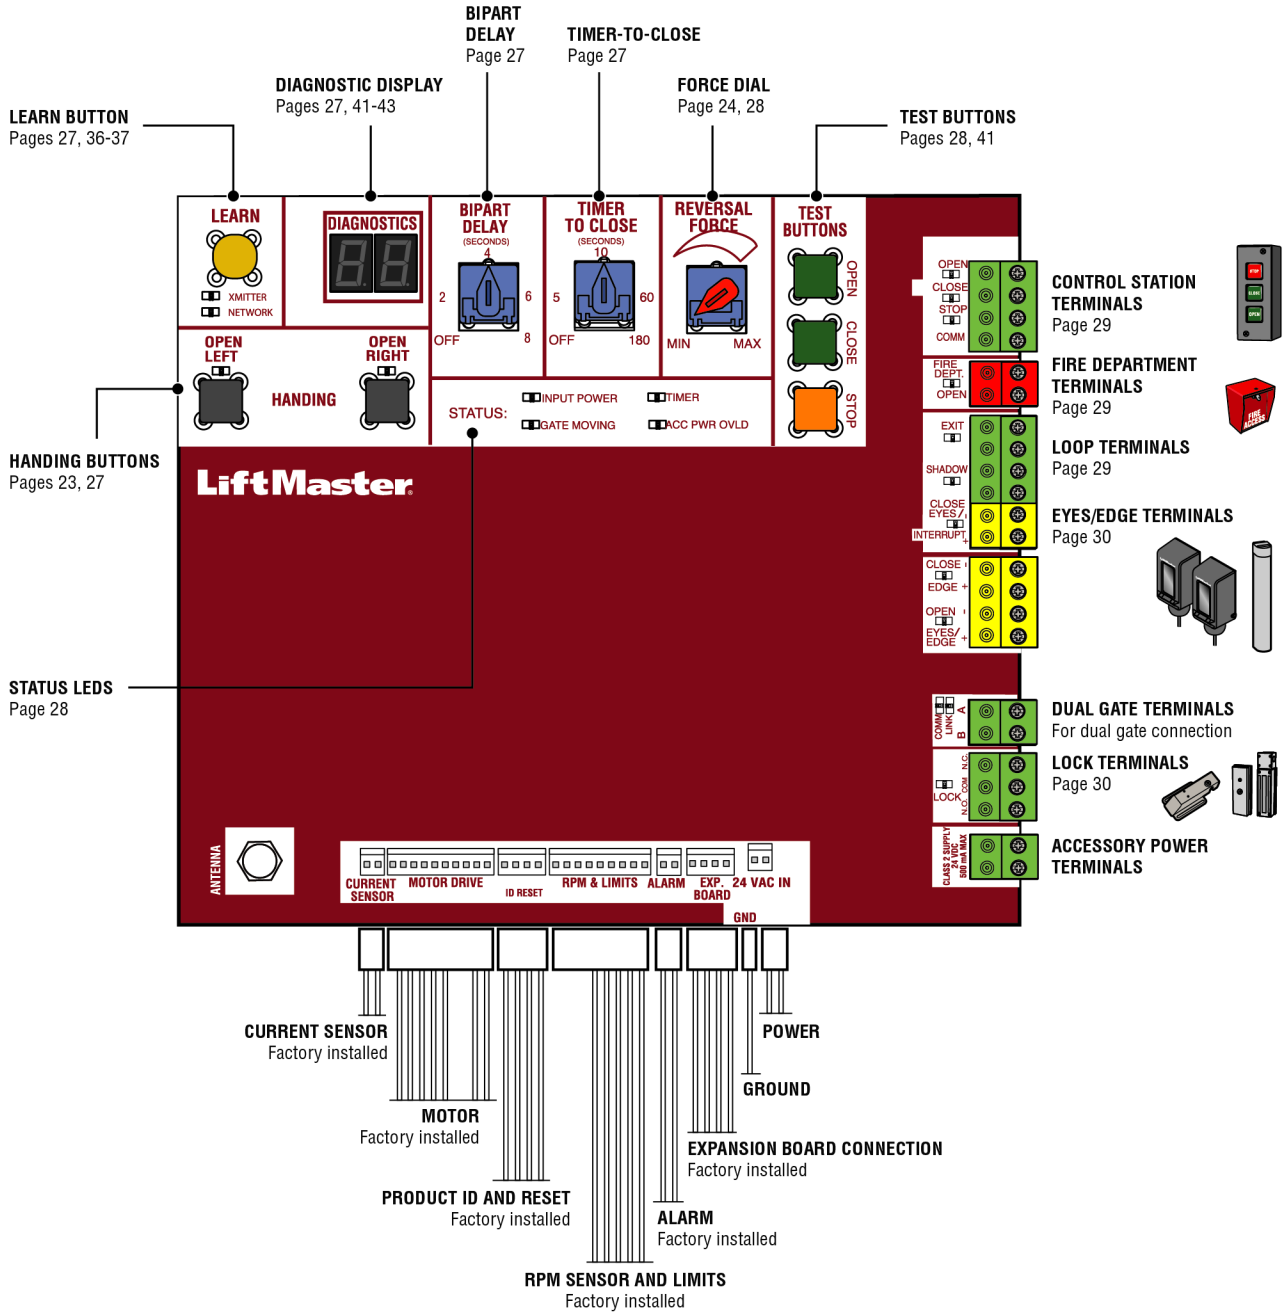 BIPART
DELAY
Page 27
TIMER-TO-CLOSE
Page 27
DIAGNOSTIC DISPLAY
Pages 27, 41-43
FORCE DIAL
Page 24, 28
LEARN BUTTON
Pages 27, 36-37
TEST BUTTONS
Pages 28, 41
LEARN
XMITTER
NETWORK
DIAGNOSTICS
BIPART
DELAY
(SECONDS)
4
2
6
OFF
8
TIMER
TO CLOSE
(SECONDS)
10
5
60
OFF
180
REVERSAL
FORCE
MIN
MAX
TEST
BUTTONS
OPEN
CLOSE
STOP
OPEN
LEFT
HANDING
OPEN
RIGHT
STATUS:
INPUT POWER
TIMER
GATE MOVING
ACC PWR OVLD
HANDING BUTTONS
Pages 23, 27
LiftMaster®
STATUS LEDS
Page 28
OPEN
CLOSE
STOP
COMM
CONTROL STATION
TERMINALS
Page 29
STOP
CLOSE
OPEN
FIRE
DEPT.
OPEN
FIRE DEPARTMENT
TERMINALS
Page 29
FIRE
ACCESS
EXIT
SHADOW
LOOP TERMINALS
Page 29
CLOSE
EYES/ -
INTERRUPT +
EYES/EDGE TERMINALS
Page 30
CLOSE -
EDGE +
OPEN -
EYES/
EDGE +
COMM
LINK
A
B
DUAL GATE TERMINALS
For dual gate connection
LOCK
N.C.
COM
N.O.
LOCK TERMINALS
Page 30
CLASS 2 SUPPLY
24 VDC
500 mA MAX
ACCESSORY POWER
TERMINALS
ANTENNA
CURRENT
SENSOR
MOTOR DRIVE
ID RESET
RPM & LIMITS
ALARM
EXP.
BOARD
24 VAC IN
GND
CURRENT SENSOR
Factory installed
POWER
GROUND
MOTOR
Factory installed
EXPANSION BOARD CONNECTION
Factory installed
PRODUCT ID AND RESET
Factory installed
ALARM
Factory installed
RPM SENSOR AND LIMITS
Factory installed